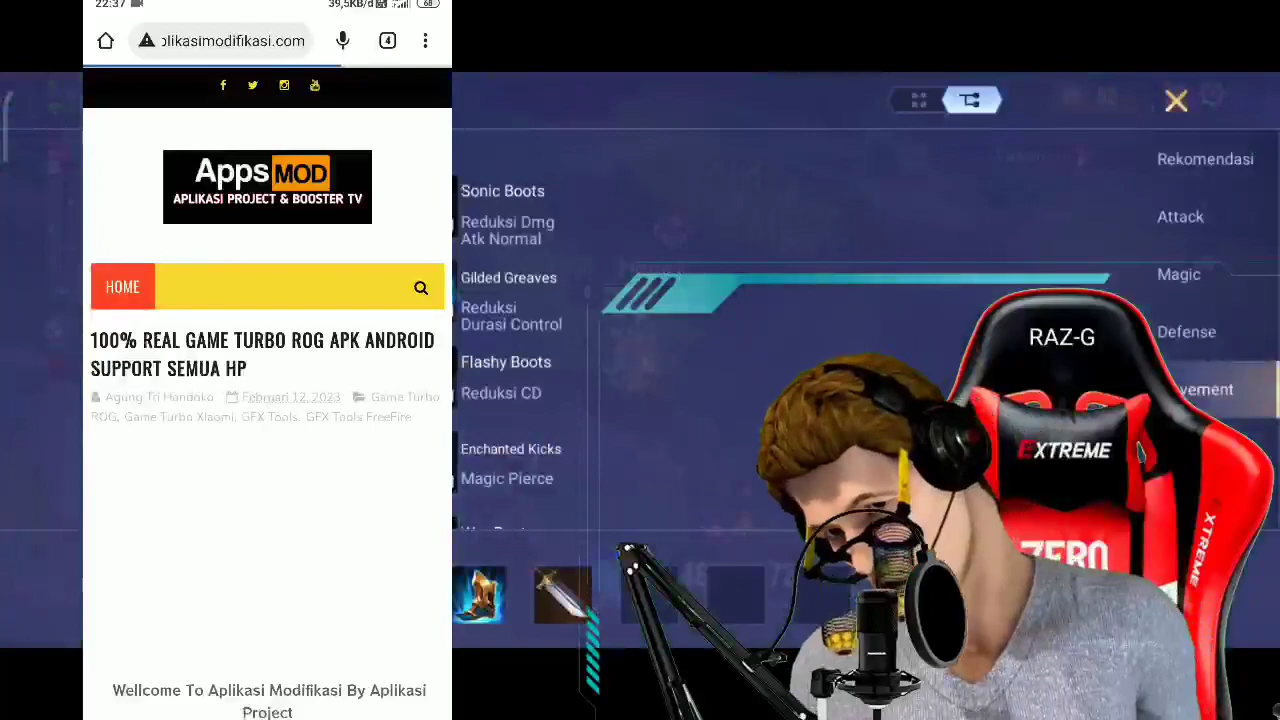 22:37
39,5KB/d
68
plikasimodifikasi.com
4
Apps MOD
APLIKASI PROJECT & BOOSTER TV
HOME
100% REAL GAME TURBO ROG APK ANDROID
SUPPORT SEMUA HP
Agung Tri Handoko Februari 12, 2023 Game Turbo
ROG, Game Turbo Xiaomi, GFX Tools, GFX Tools FreeFire
Wellcome To Aplikasi Modifikasi By Aplikasi
Project
Sonic Boots
Reduksi Dmg
Atk Normal
Gilded Greaves
Reduksi
Durasi Control
Flashy Boots
Reduksi CD
Enchanted Kicks
Magic Pierce
Rekomendasi
Attack
Magic
Defense
vement
RAZ-G
EXTREME
ZERO
XTREME